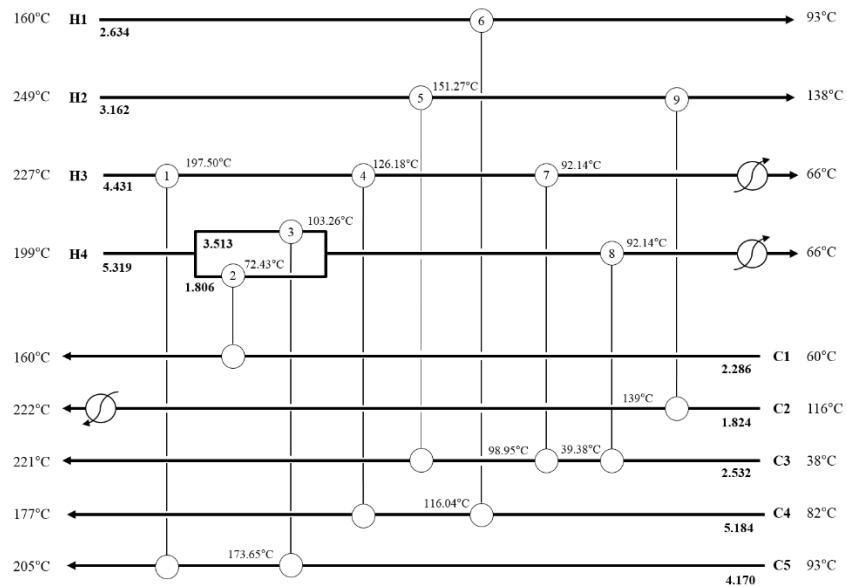 160°C H1 6 93°C
2.634
249°C H2 5 151.27°C 9 138°C
3.162
227°C H3 1 197.50°C 4 126.18°C 7 92.14°C 66°C
4.431
199°C H4 3.513 3 103.26°C 8 92.14°C 66°C
5.319 1.806 2 72.43°C
160°C C1 60°C
2.286
222°C 139°C C2 116°C
1.824
221°C 98.95°C 39.38°C C3 38°C
2.532
177°C 116.04°C C4 82°C
5.184
205°C 173.65°C C5 93°C
4.170